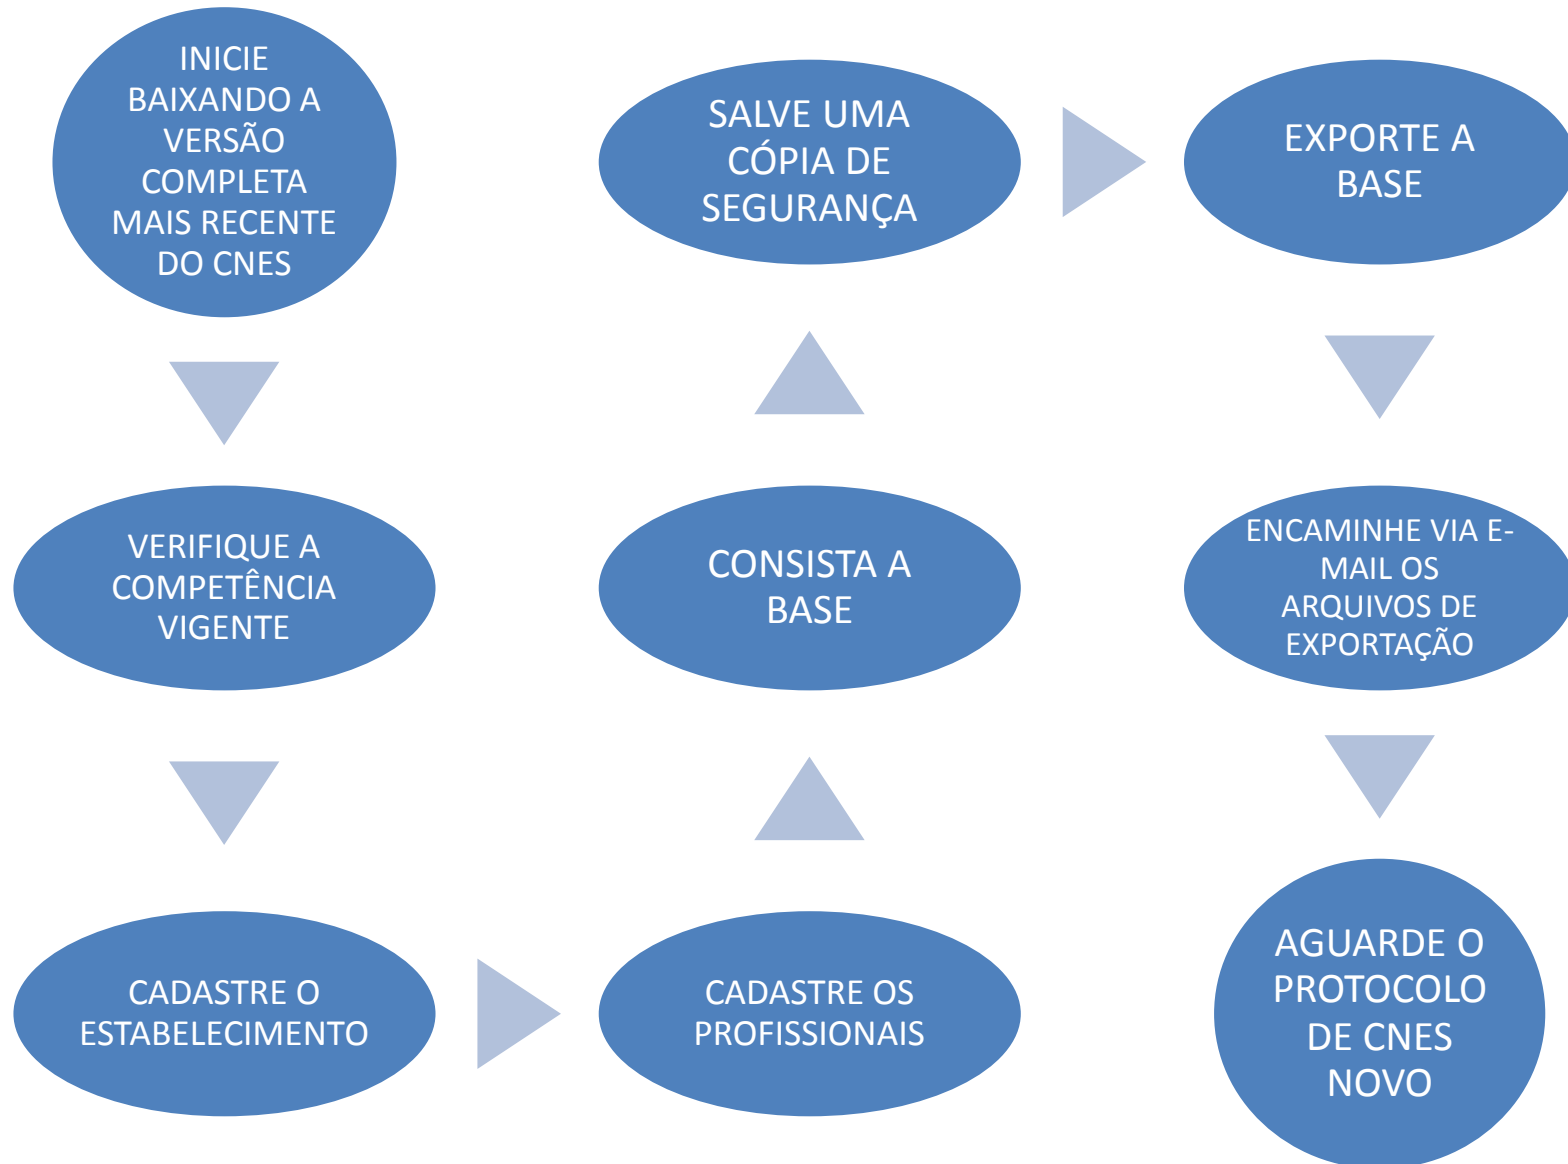 INICIE
BAIXANDO A
VERSÃO
COMPLETA
MAIS RECENTE
DO CNES
VERIFIQUE A
COMPETÊNCIA
VIGENTE
CADASTRE O
ESTABELECIMENTO
CADASTRE OS
PROFISSIONAIS
CONSISTA A
BASE
SALVE UMA
CÓPIA DE
SEGURANÇA
EXPORTE A
BASE
ENCAMINHE VIA E-
MAIL OS
ARQUIVOS DE
EXPORTAÇÃO
AGUARDE O
PROTOCOLO
DE CNES
NOVO